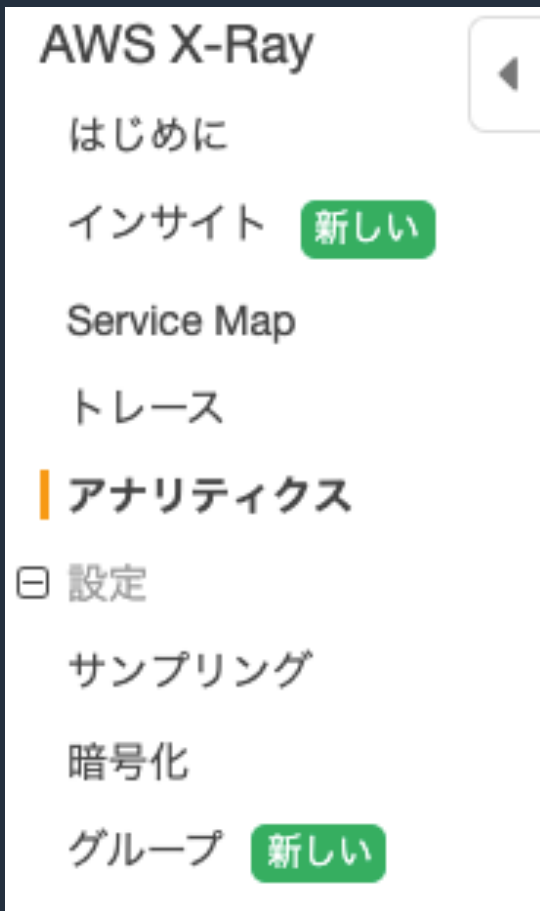 AWS X-Ray
はじめに
インサイト 新しい
Service Map
トレース
アナリティクス
設定
サンプリング
暗号化
グループ 新しい